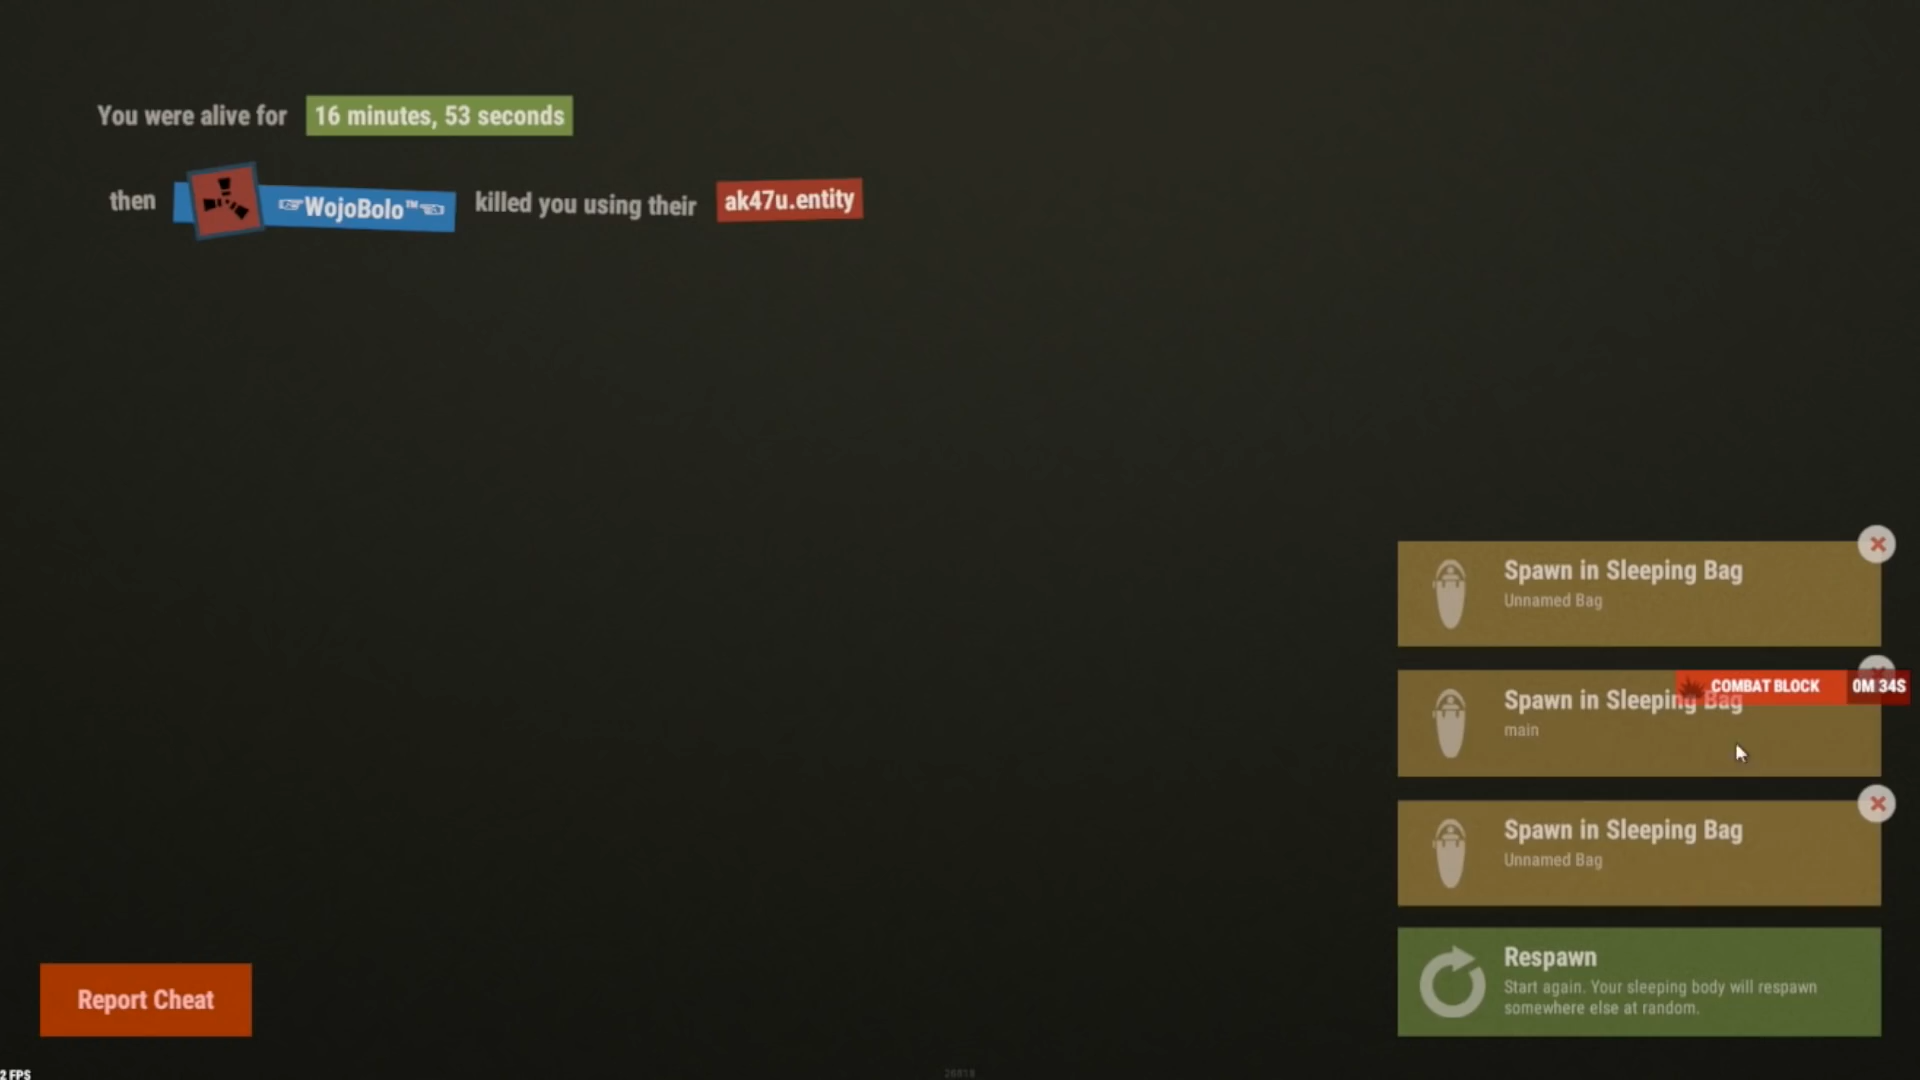 You were alive for 16 minutes, 53 seconds
then ☞WojoBolo™☜ killed you using their ak47u.entity
Spawn in Sleeping Bag
Unnamed Bag
COMBAT BLOCK 0M 34S
Spawn in Sleeping Bag
main
Spawn in Sleeping Bag
Unnamed Bag
Respawn
Start again. Your sleeping body will respawn
somewhere else at random.
Report Cheat
2 FPS